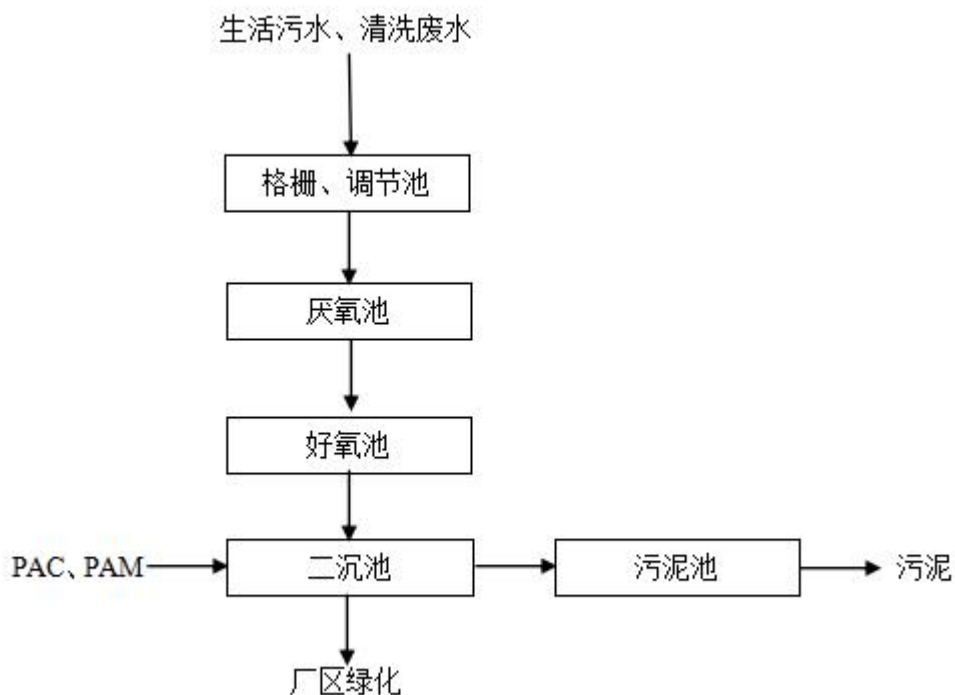 生活污水、清洗废水
格栅、调节池
厌氧池
好氧池
PAC、PAM
二沉池
污泥池
污泥
厂区绿化